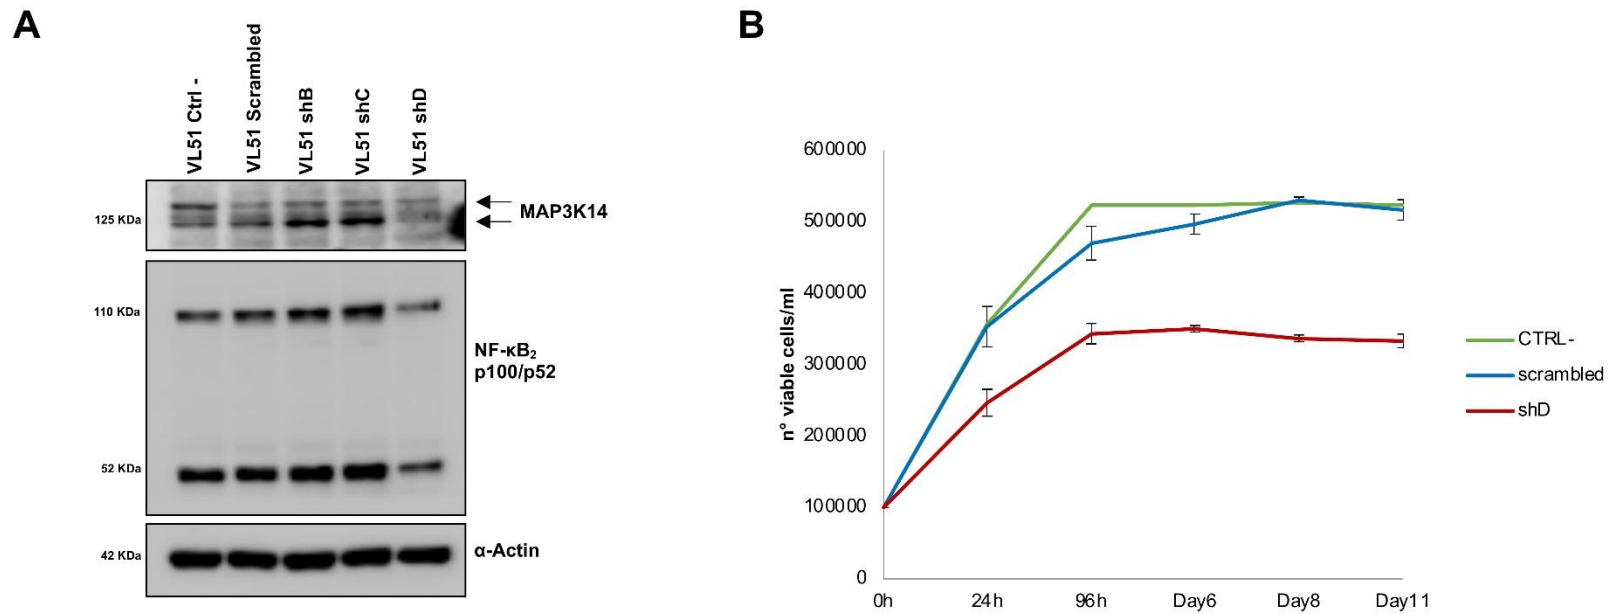 A
VL51 Ctrl -
VL51 Scrambled
VL51 shB
VL51 shC
VL51 shD
125 KDa
MAP3K14
110 KDa
NF-κB₂
p100/p52
52 KDa
42 KDa
α-Actin
B
n° viable cells/ml
600000
500000
400000
300000
200000
100000
0
0h
24h
96h
Day6
Day8
Day11
CTRL-
scrambled
shD